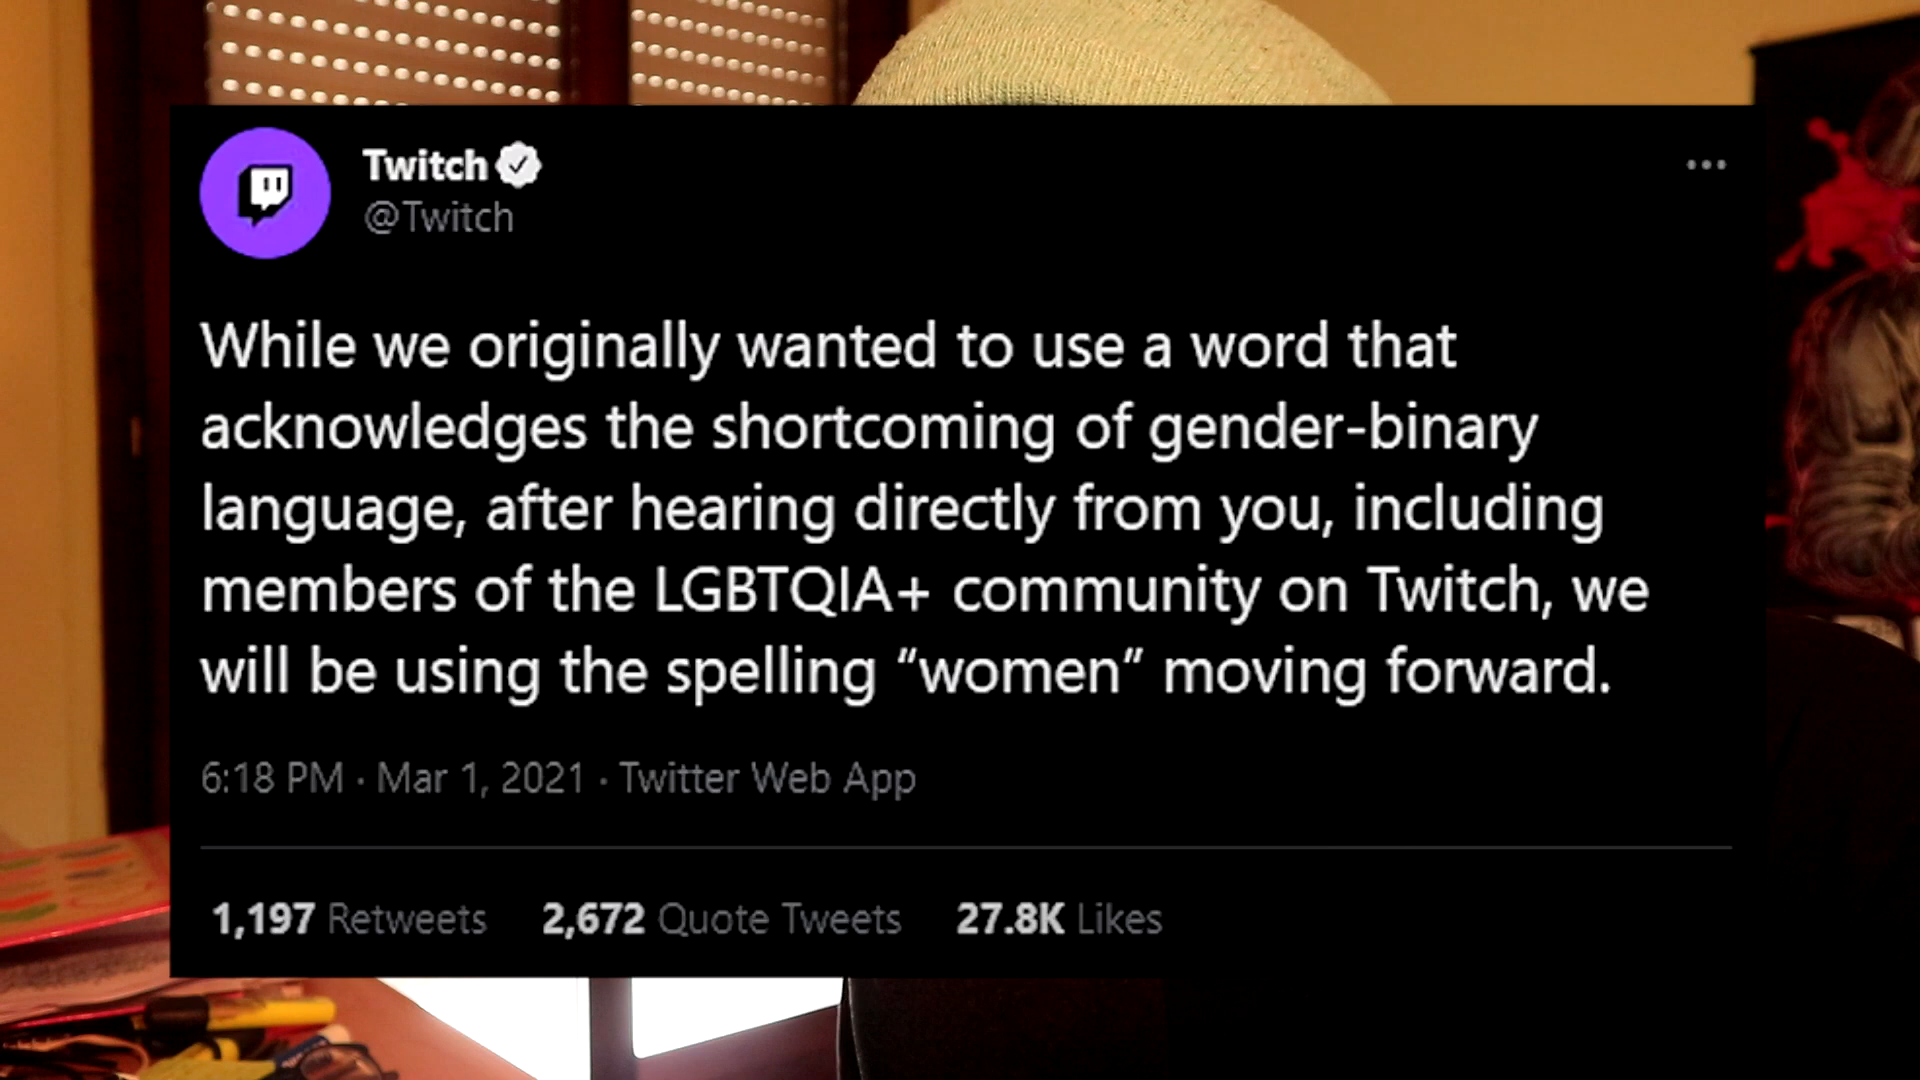 Twitch
@Twitch
While we originally wanted to use a word that
acknowledges the shortcoming of gender-binary
language, after hearing directly from you, including
members of the LGBTQIA+ community on Twitch, we
will be using the spelling “women” moving forward.
6:18 PM · Mar 1, 2021 · Twitter Web App
1,197 Retweets 2,672 Quote Tweets 27.8K Likes